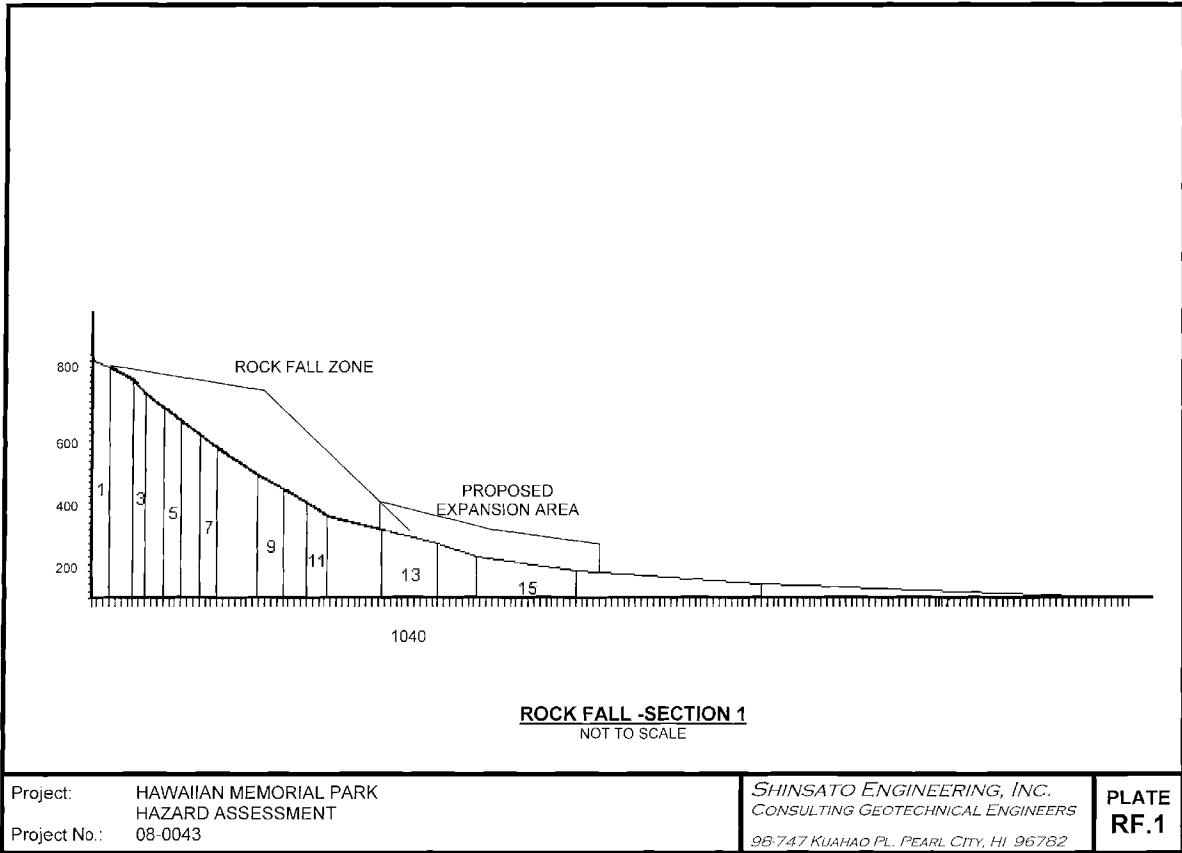 800
ROCK FALL ZONE
600
PROPOSED
EXPANSION AREA
400
1
3
5
7
9
11
13
15
200
1040
ROCK FALL -SECTION 1
NOT TO SCALE
Project: HAWAIIAN MEMORIAL PARK
HAZARD ASSESSMENT
Project No.: 08-0043
SHINSATO ENGINEERING, INC.
CONSULTING GEOTECHNICAL ENGINEERS
98-747 KUAHAO PL. PEARL CITY, HI 96782
PLATE
RF.1